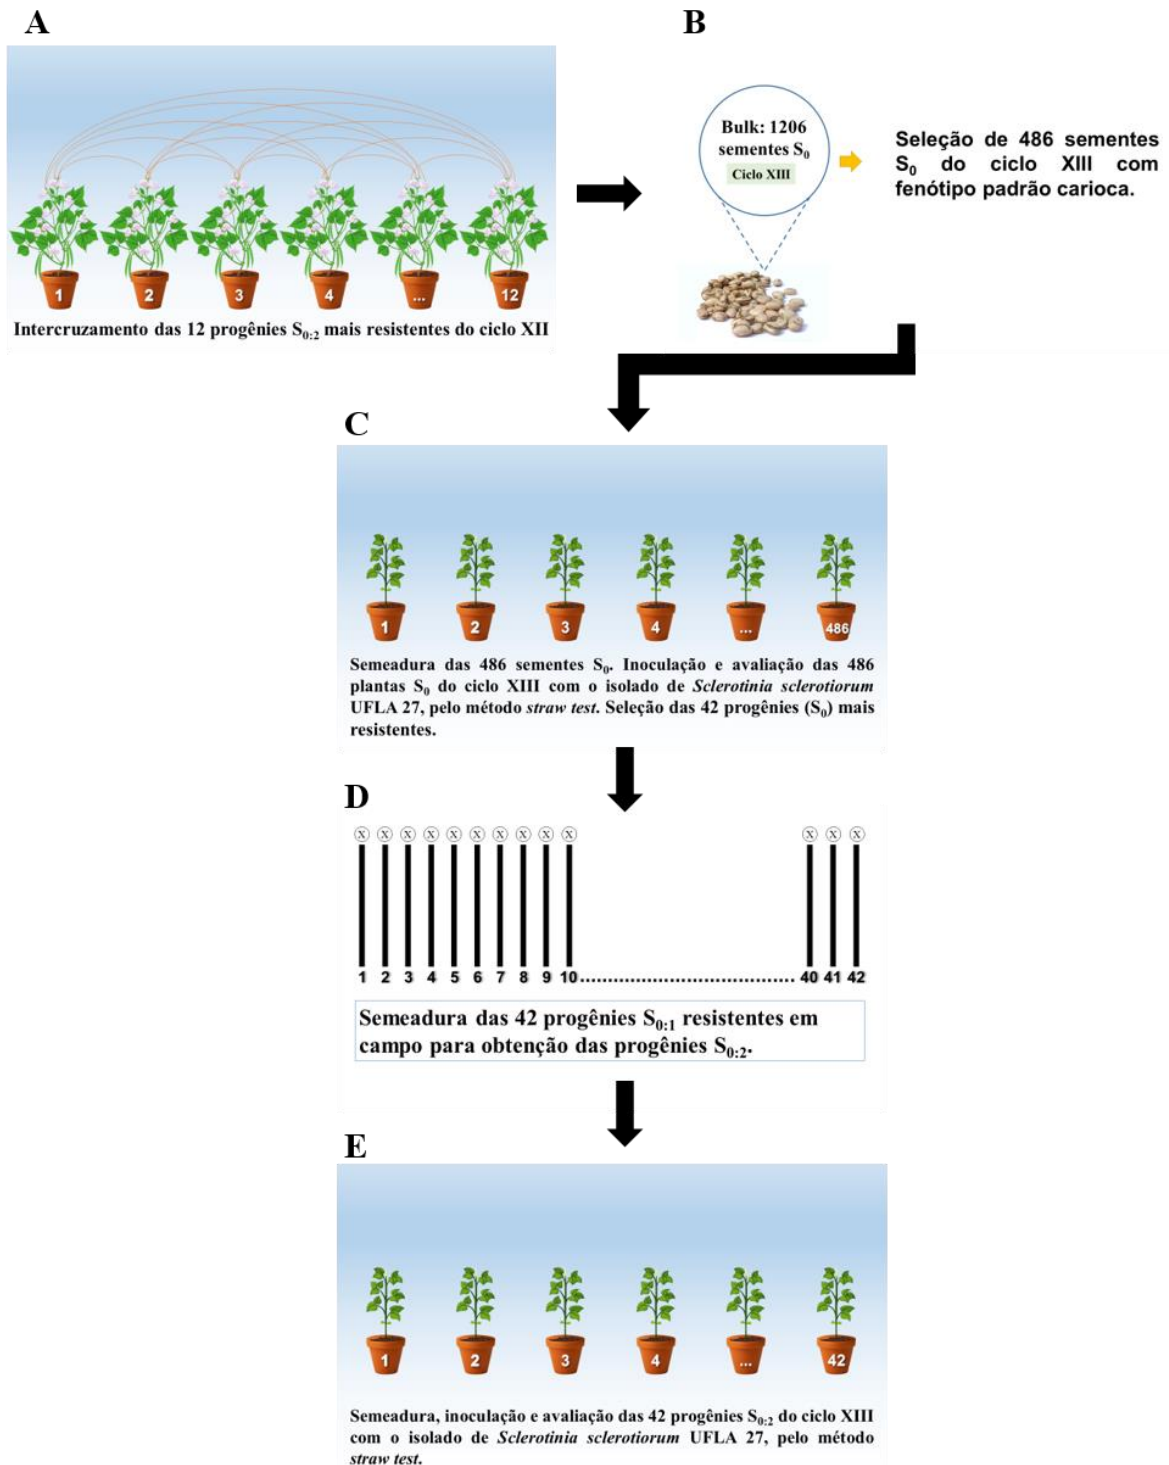 A
1 2 3 4 ... 12
Intercruzamento das 12 progênies S0:2 mais resistentes do ciclo XII
B
Bulk: 1206
sementes S0
Ciclo XIII
Seleção de 486 sementes
S0 do ciclo XIII com
fenótipo padrão carioca.
C
1 2 3 4 ... 486
Semeadura das 486 sementes S0. Inoculação e avaliação das 486
plantas S0 do ciclo XIII com o isolado de Sclerotinia sclerotiorum
UFLA 27, pelo método straw test. Seleção das 42 progênies (S0) mais
resistentes.
D
X X X X X X X X X X X X X
1 2 3 4 5 6 7 8 9 10...................................... 40 41 42
Semeadura das 42 progênies S0:1 resistentes em
campo para obtenção das progênies S0:2.
E
1 2 3 4 ... 42
Semeadura, inoculação e avaliação das 42 progênies S0:2 do ciclo XIII
com o isolado de Sclerotinia sclerotiorum UFLA 27, pelo método
straw test.